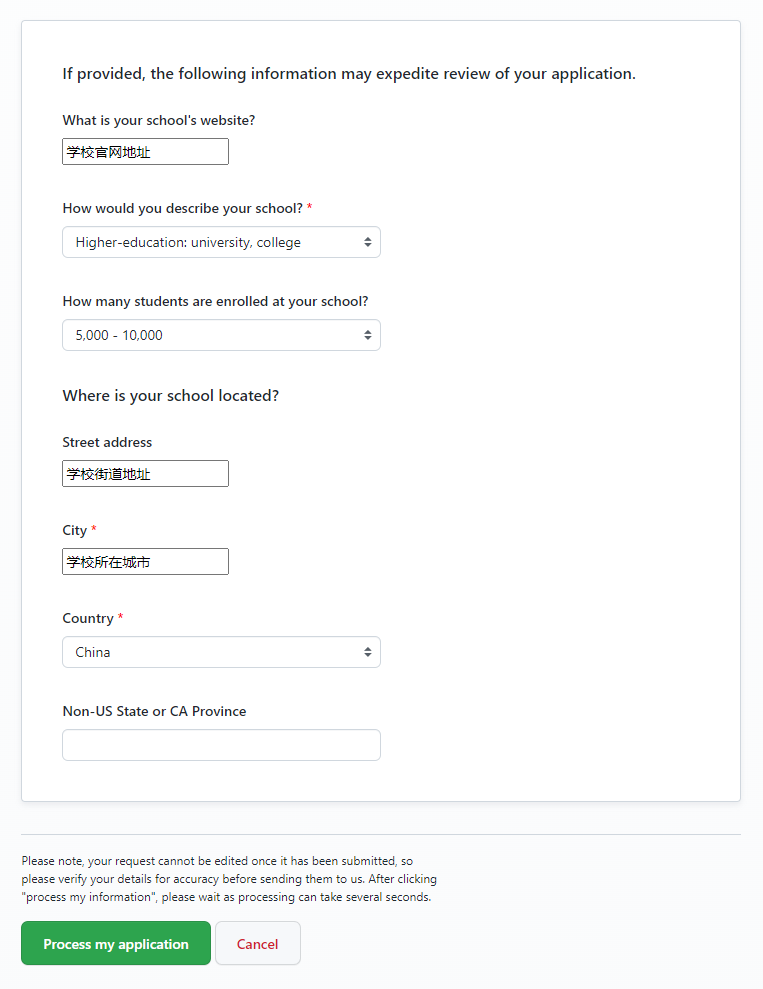 If provided, the following information may expedite review of your application.
What is your school's website?
学校官网地址
How would you describe your school? *
Higher-education: university, college
How many students are enrolled at your school?
5,000 - 10,000
Where is your school located?
Street address
学校街道地址
City *
学校所在城市
Country *
China
Non-US State or CA Province
Please note, your request cannot be edited once it has been submitted, so
please verify your details for accuracy before sending them to us. After clicking
"process my information", please wait as processing can take several seconds.
Process my application
Cancel